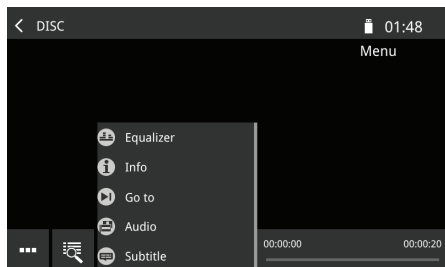 DISC
01:48
Menu
Equalizer
Info
Go to
Audio
Subtitle
00:00:00 00:00:20